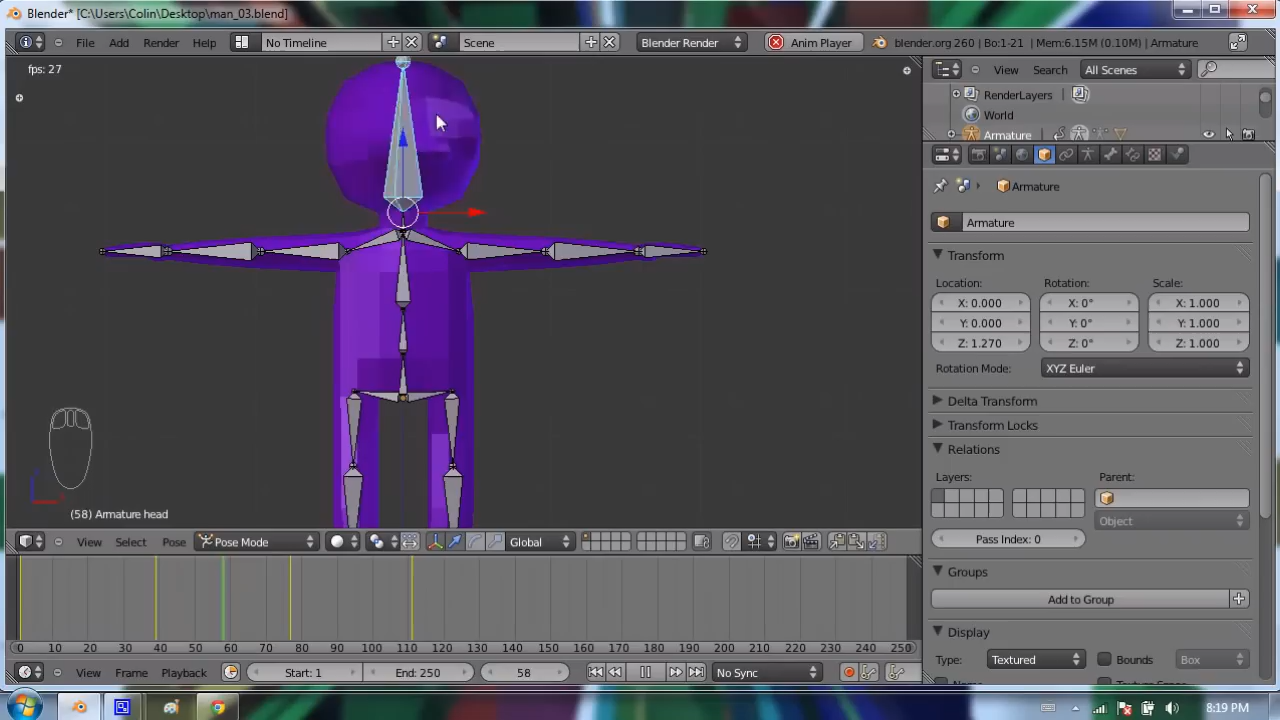 Blender* [C:\Users\Colin\Desktop\man_03.blend]
File Add Render Help No Timeline Scene Blender Render Anim Player blender.org 260 | Bo:1-21 | Mem:6.15M (0.10M) | Armature
fps: 27
View Search All Scenes
RenderLayers
World
Armature
Armature
Armature
Transform
Location: Rotation: Scale:
X: 0.000 X: 0° X: 1.000
Y: 0.000 Y: 0° Y: 1.000
Z: 1.270 Z: 0° Z: 1.000
Rotation Mode: XYZ Euler
Delta Transform
Transform Locks
Relations
Layers: Parent:
Object
Pass Index: 0
Groups
Add to Group
Display
Type: Textured Bounds Box
(58) Armature head
View Select Pose Pose Mode Global
0 10 20 30 40 50 60 70 80 90 100 110 120 130 140 150 160 170 180 190 200 210 220 230 240 250
View Frame Playback Start: 1 End: 250 58 No Sync
8:19 PM